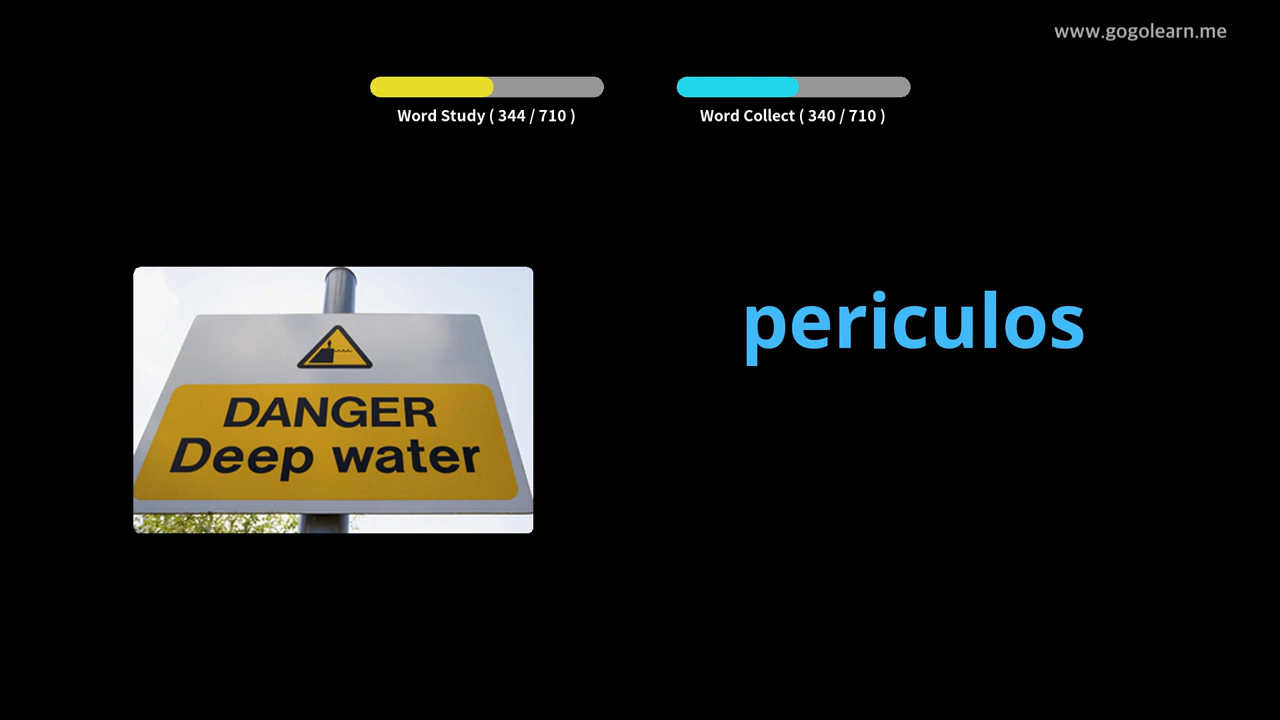 www.gogolearn.me
Word Study ( 344 / 710 )
Word Collect ( 340 / 710 )
periculos
DANGER
Deep water